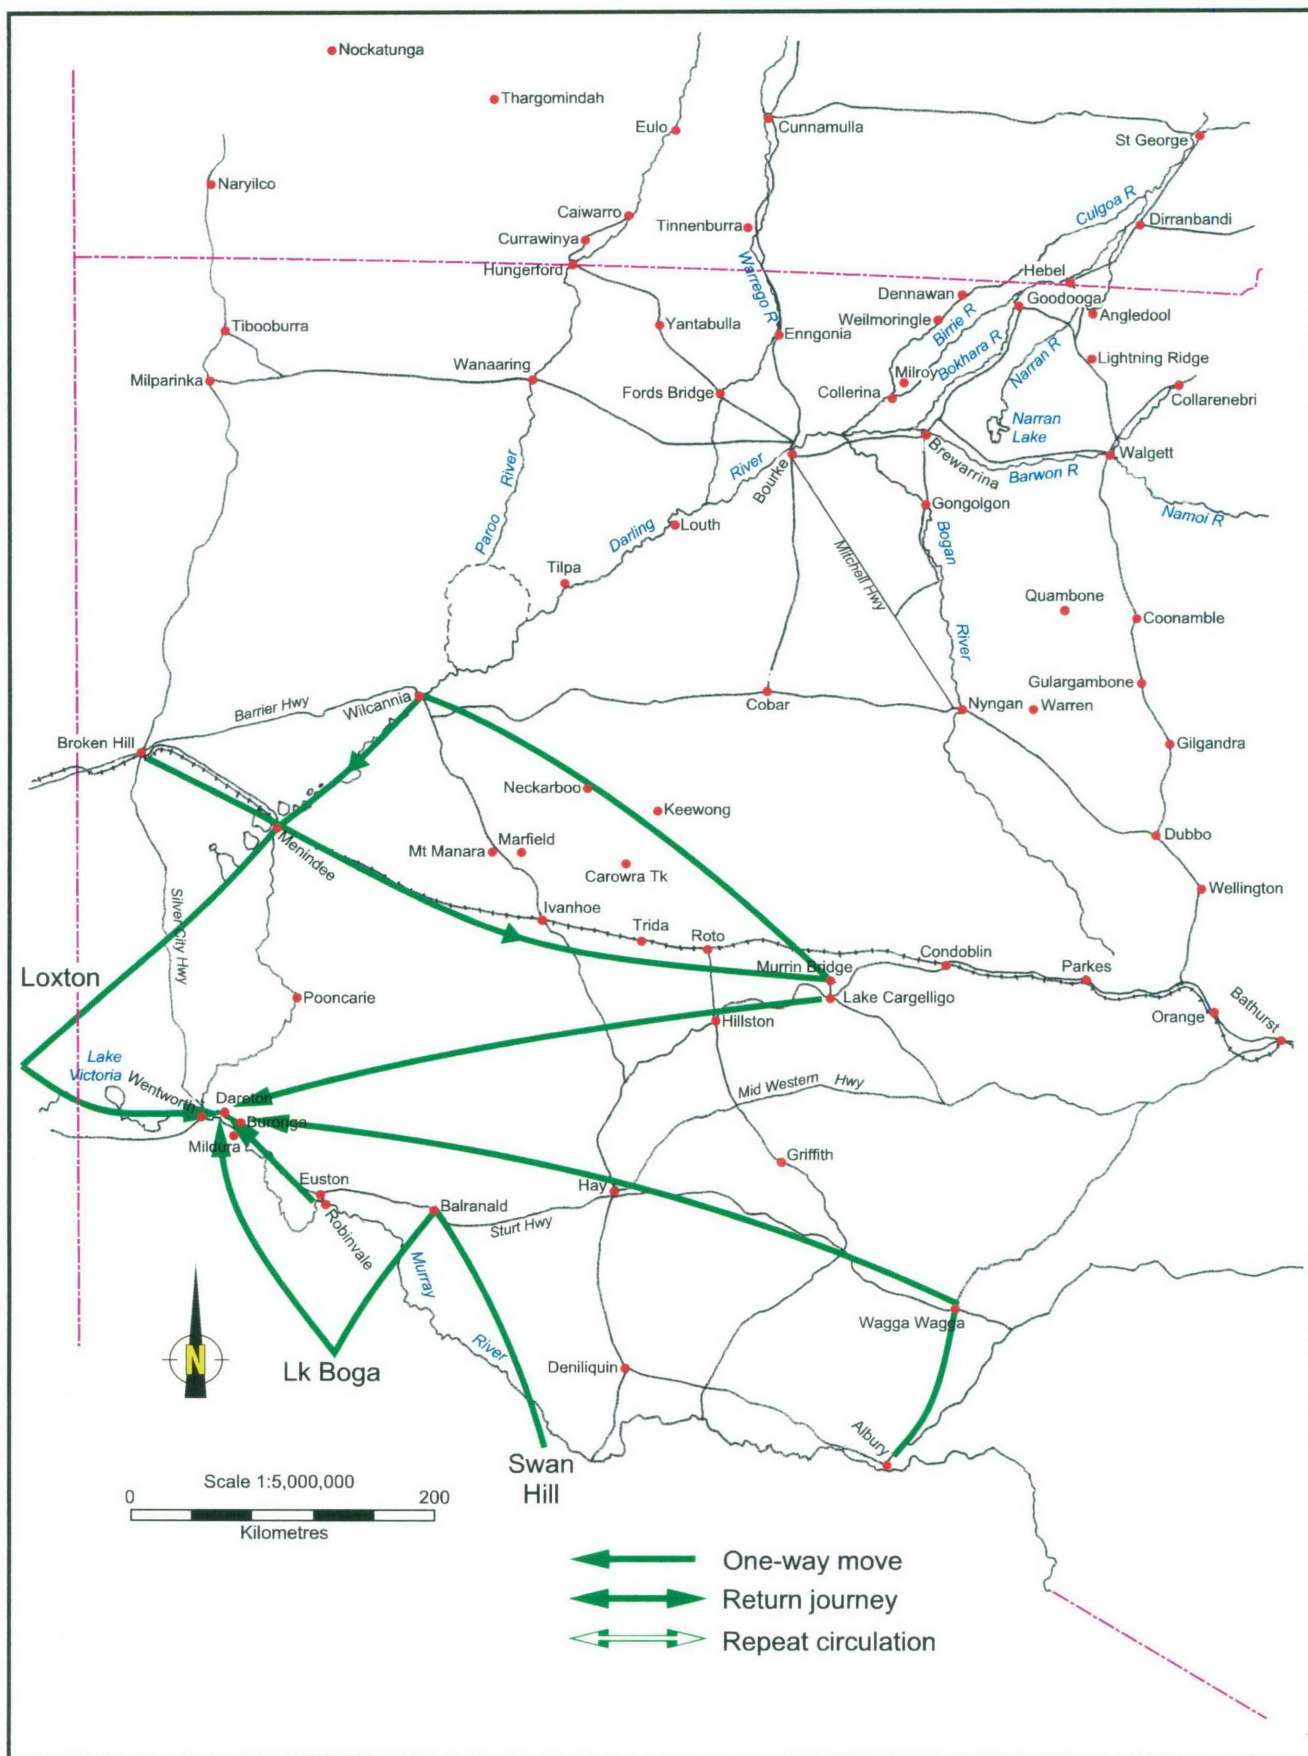 Nockatunga
Thargomindah
Eulo
Cunnamulla
St George
Naryilco
Culgoa R
Caiwarro
Tinnenburra
Dirranbandi
Currawinya
Warrego R
Hungerford
Hebel
Dennawan
Goodooga
Tibooburra
Yantabulla
Weilmoringle
Birrie R
Angledool
Enngonia
Bokhara R
Narran R
Lightning Ridge
Wanaaring
Milparinka
Milroy
Fords Bridge
Collerina
Collarenebri
Narran
Lake
Brewarrina
Walgett
Paroo River
River
Bourke
Barwon R
Gongolgon
Namoi R
Darling
Louth
Bogan
Mitchell Hwy
Tilpa
Quambone
Coonamble
River
Gulargambone
Barrier Hwy
Wilcannia
Cobar
Nyngan
Warren
Broken Hill
Gilgandra
Neckarboo
Keewong
Menindee
Dubbo
Mt Manara
Marfield
Carowra Tk
Wellington
Silver City Hwy
Ivanhoe
Trida
Roto
Condoblin
Murrin Bridge
Parkes
Loxton
Pooncarie
Lake Cargelligo
Bathurst
Hillston
Orange
Lake
Victoria
Wentworth
Mid Western Hwy
Dareton
Buronga
Mildura
Griffith
Euston
Hay
Balranald
Robinvale
Sturt Hwy
Murray
N
River
Wagga Wagga
Lk Boga
Deniliquin
Albury
Swan
Hill
Scale 1:5,000,000
0 200
Kilometres
One-way move
Return journey
Repeat circulation